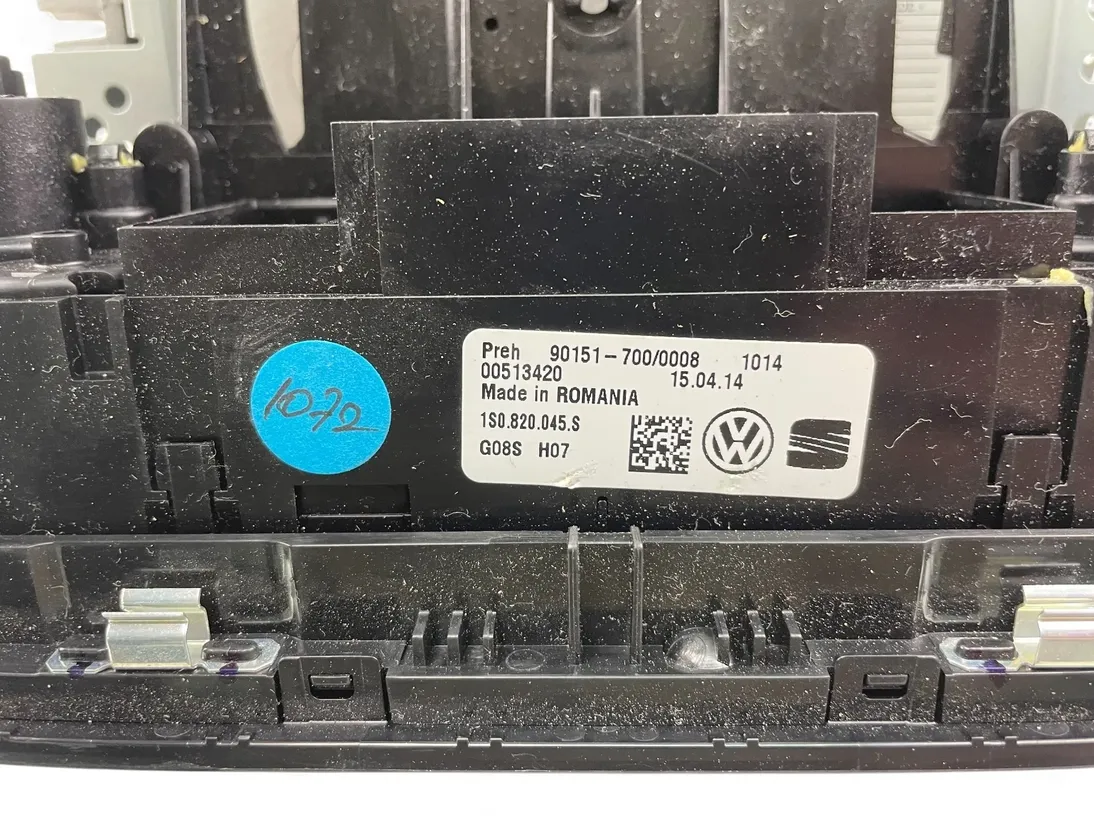 1072
Preh 90151-700/0008 1014
00513420 15.04.14
Made in ROMANIA
1S0.820.045.S
G08S H07